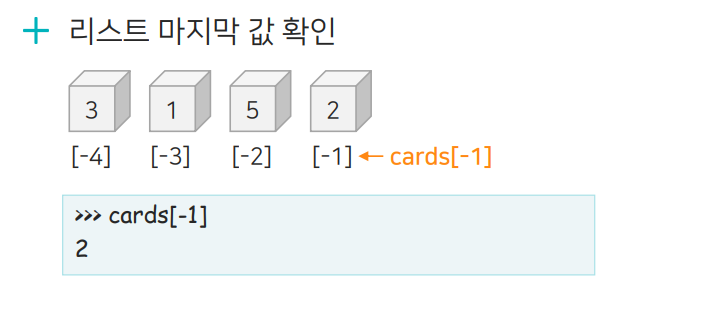 + 리스트 마지막 값 확인
3 1 5 2
[-4] [-3] [-2] [-1] ← cards[-1]
>>> cards[-1]
2